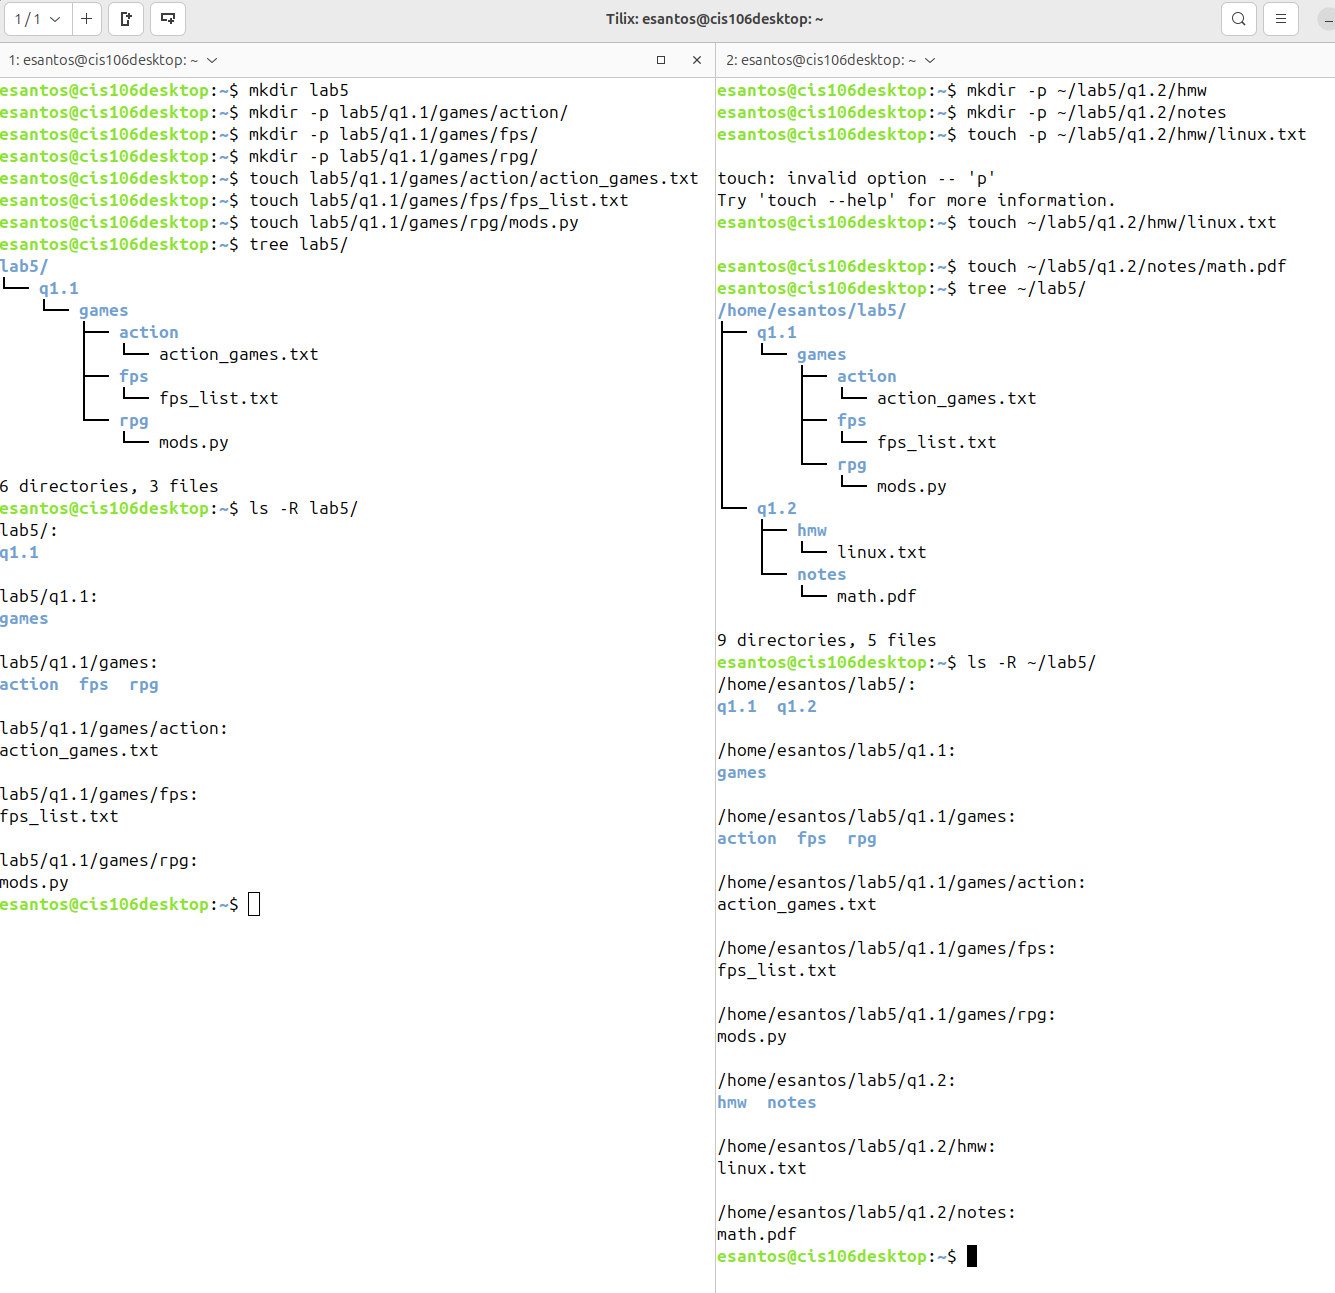 1 / 1
Tilix: esantos@cis106desktop: ~
1: esantos@cis106desktop: ~
esantos@cis106desktop:~$ mkdir lab5
esantos@cis106desktop:~$ mkdir -p lab5/q1.1/games/action/
esantos@cis106desktop:~$ mkdir -p lab5/q1.1/games/fps/
esantos@cis106desktop:~$ mkdir -p lab5/q1.1/games/rpg/
esantos@cis106desktop:~$ touch lab5/q1.1/games/action/action_games.txt
esantos@cis106desktop:~$ touch lab5/q1.1/games/fps/fps_list.txt
esantos@cis106desktop:~$ touch lab5/q1.1/games/rpg/mods.py
esantos@cis106desktop:~$ tree lab5/
lab5/
└── q1.1
    └── games
        ├── action
        │   └── action_games.txt
        ├── fps
        │   └── fps_list.txt
        └── rpg
            └── mods.py
6 directories, 3 files
esantos@cis106desktop:~$ ls -R lab5/
lab5/:
q1.1
lab5/q1.1:
games
lab5/q1.1/games:
action  fps  rpg
lab5/q1.1/games/action:
action_games.txt
lab5/q1.1/games/fps:
fps_list.txt
lab5/q1.1/games/rpg:
mods.py
esantos@cis106desktop:~$
2: esantos@cis106desktop: ~
esantos@cis106desktop:~$ mkdir -p ~/lab5/q1.2/hmw
esantos@cis106desktop:~$ mkdir -p ~/lab5/q1.2/notes
esantos@cis106desktop:~$ touch -p ~/lab5/q1.2/hmw/linux.txt
touch: invalid option -- 'p'
Try 'touch --help' for more information.
esantos@cis106desktop:~$ touch ~/lab5/q1.2/hmw/linux.txt
esantos@cis106desktop:~$ touch ~/lab5/q1.2/notes/math.pdf
esantos@cis106desktop:~$ tree ~/lab5/
/home/esantos/lab5/
├── q1.1
│   └── games
│       ├── action
│       │   └── action_games.txt
│       ├── fps
│       │   └── fps_list.txt
│       └── rpg
│           └── mods.py
└── q1.2
    ├── hmw
    │   └── linux.txt
    └── notes
        └── math.pdf
9 directories, 5 files
esantos@cis106desktop:~$ ls -R ~/lab5/
/home/esantos/lab5/:
q1.1  q1.2
/home/esantos/lab5/q1.1:
games
/home/esantos/lab5/q1.1/games:
action  fps  rpg
/home/esantos/lab5/q1.1/games/action:
action_games.txt
/home/esantos/lab5/q1.1/games/fps:
fps_list.txt
/home/esantos/lab5/q1.1/games/rpg:
mods.py
/home/esantos/lab5/q1.2:
hmw  notes
/home/esantos/lab5/q1.2/hmw:
linux.txt
/home/esantos/lab5/q1.2/notes:
math.pdf
esantos@cis106desktop:~$